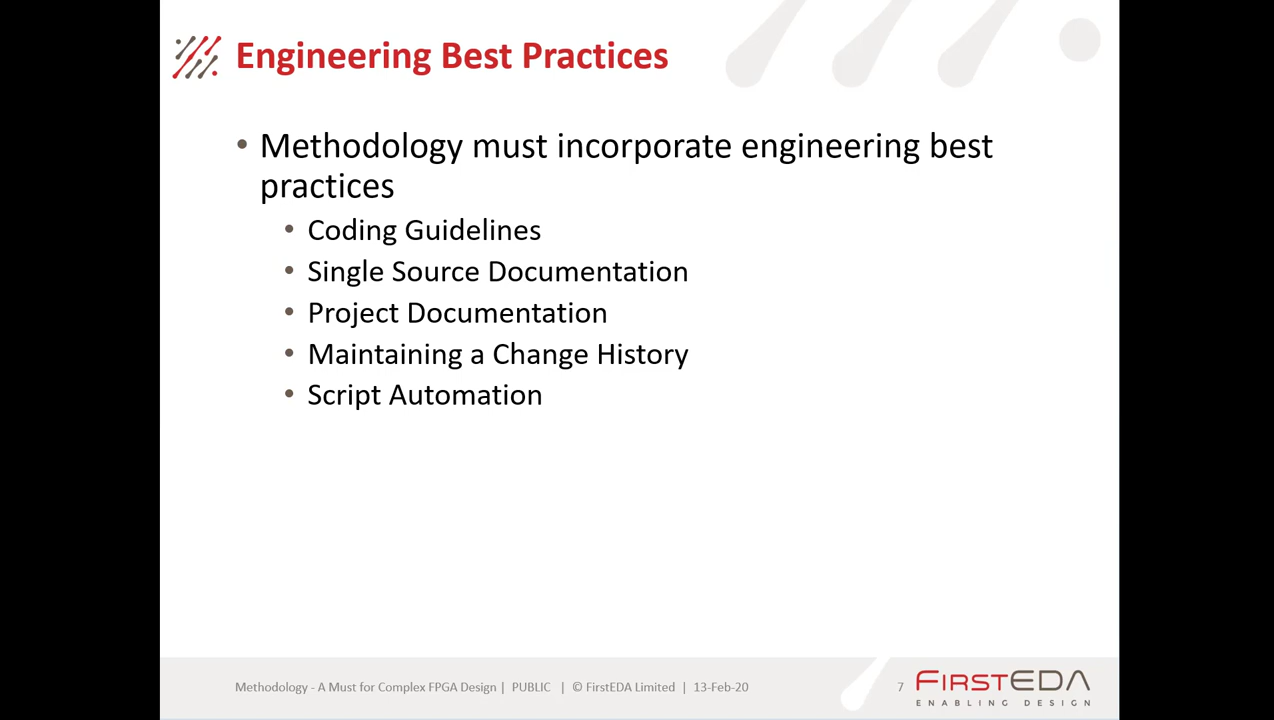 Engineering Best Practices
• Methodology must incorporate engineering best
practices
• Coding Guidelines
• Single Source Documentation
• Project Documentation
• Maintaining a Change History
• Script Automation
Methodology - A Must for Complex FPGA Design | PUBLIC | © FirstEDA Limited | 13-Feb-20
7
FIRSTEDA
ENABLING DESIGN